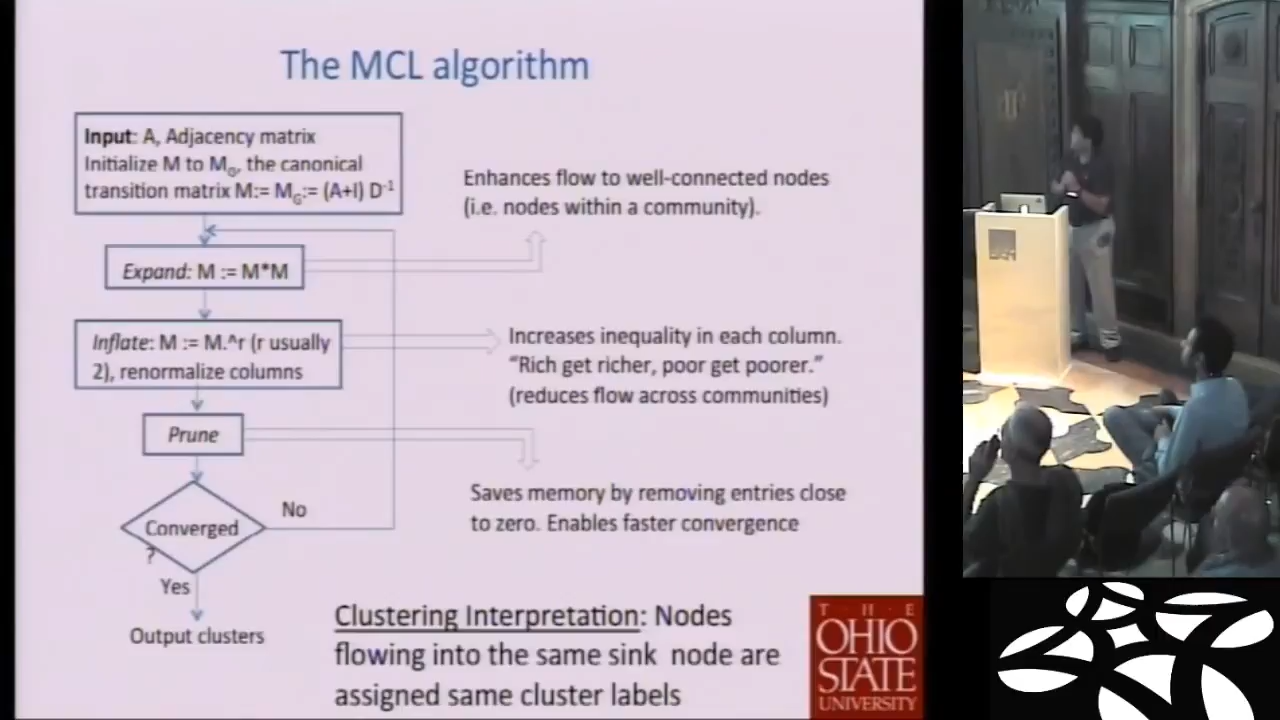 The MCL algorithm
Input: A, Adjacency matrix
Initialize M to M_G, the canonical
transition matrix M:= M_G:= (A+I) D^-1
Enhances flow to well-connected nodes
(i.e. nodes within a community).
Expand: M := M*M
Inflate: M := M.^r (r usually
2), renormalize columns
Increases inequality in each column.
“Rich get richer, poor get poorer.”
(reduces flow across communities)
Prune
Saves memory by removing entries close
to zero. Enables faster convergence
Converged
?
No
Yes
Output clusters
Clustering Interpretation: Nodes
flowing into the same sink node are
assigned same cluster labels
T · H · E
OHIO
STATE
UNIVERSITY